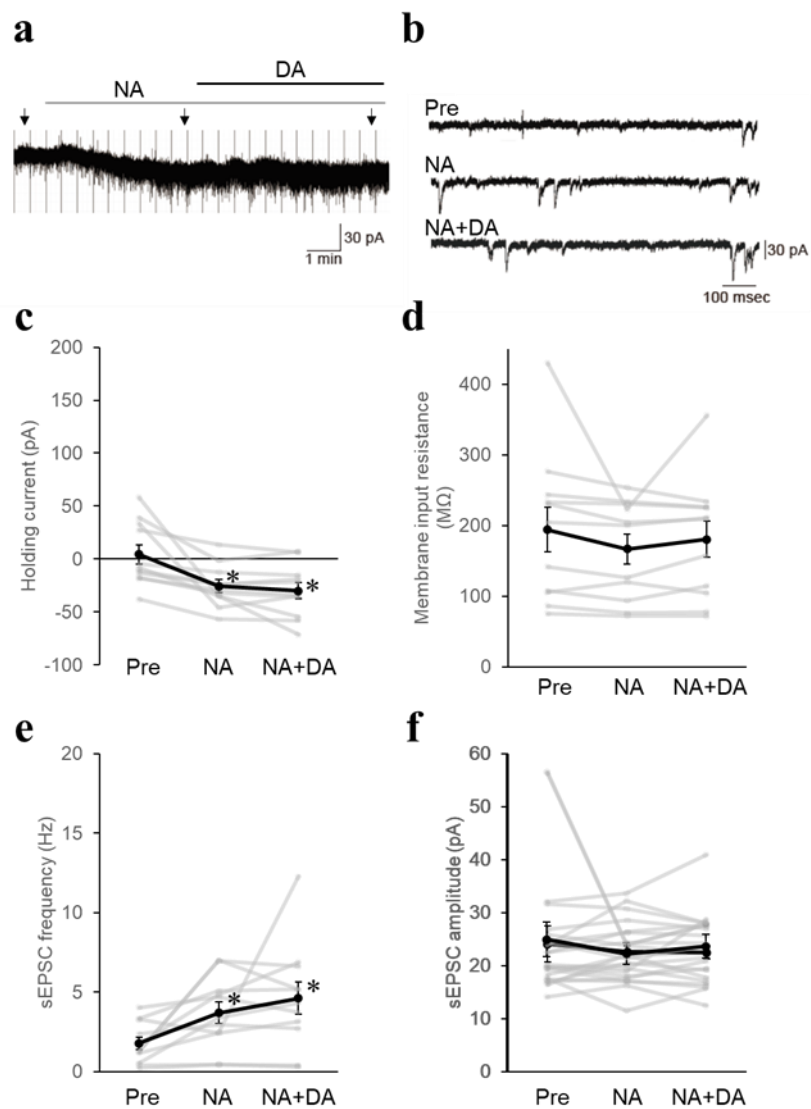 a
DA
NA
30 pA
1 min
b
Pre
NA
NA+DA
30 pA
100 msec
c
Holding current (pA)
200
150
100
50
0
-50
-100
*
*
Pre NA NA+DA
d
Membrane input resistance
(MΩ)
400
300
200
100
0
Pre NA NA+DA
e
sEPSC frequency (Hz)
20
15
10
5
0
*
*
Pre NA NA+DA
f
sEPSC amplitude (pA)
60
50
40
30
20
10
0
Pre NA NA+DA